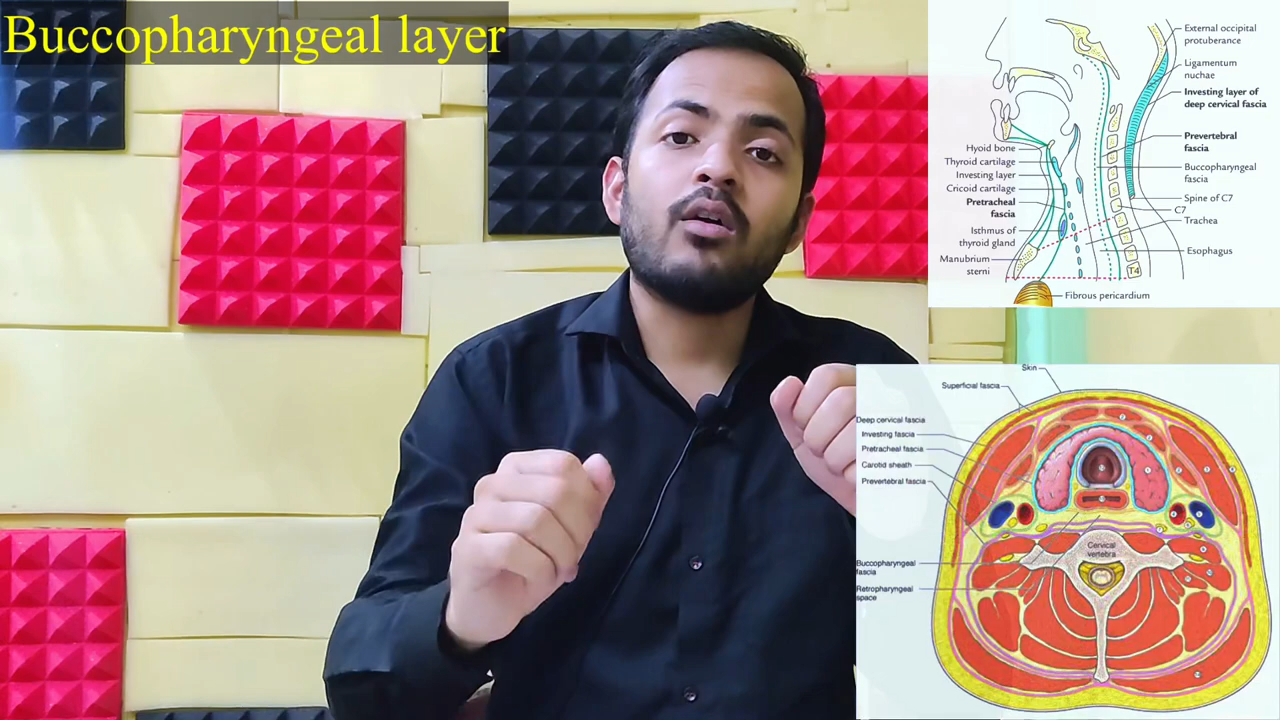 Buccopharyngeal layer
External occipital
protuberance
Ligamentum
nuchae
Investing layer of
deep cervical fascia
Prevertebral
fascia
Buccopharyngeal
fascia
Spine of C7
C7
Trachea
Esophagus
Hyoid bone
Thyroid cartilage
Investing layer
Cricoid cartilage
Pretracheal
fascia
Isthmus of
thyroid gland
Manubrium
sterni
T4
Fibrous pericardium
Skin
Superficial fascia
Deep cervical fascia
Investing fascia
Pretracheal fascia
Carotid sheath
Prevertebral fascia
Cervical
vertebra
Buccopharyngeal
fascia
Retropharyngeal
space